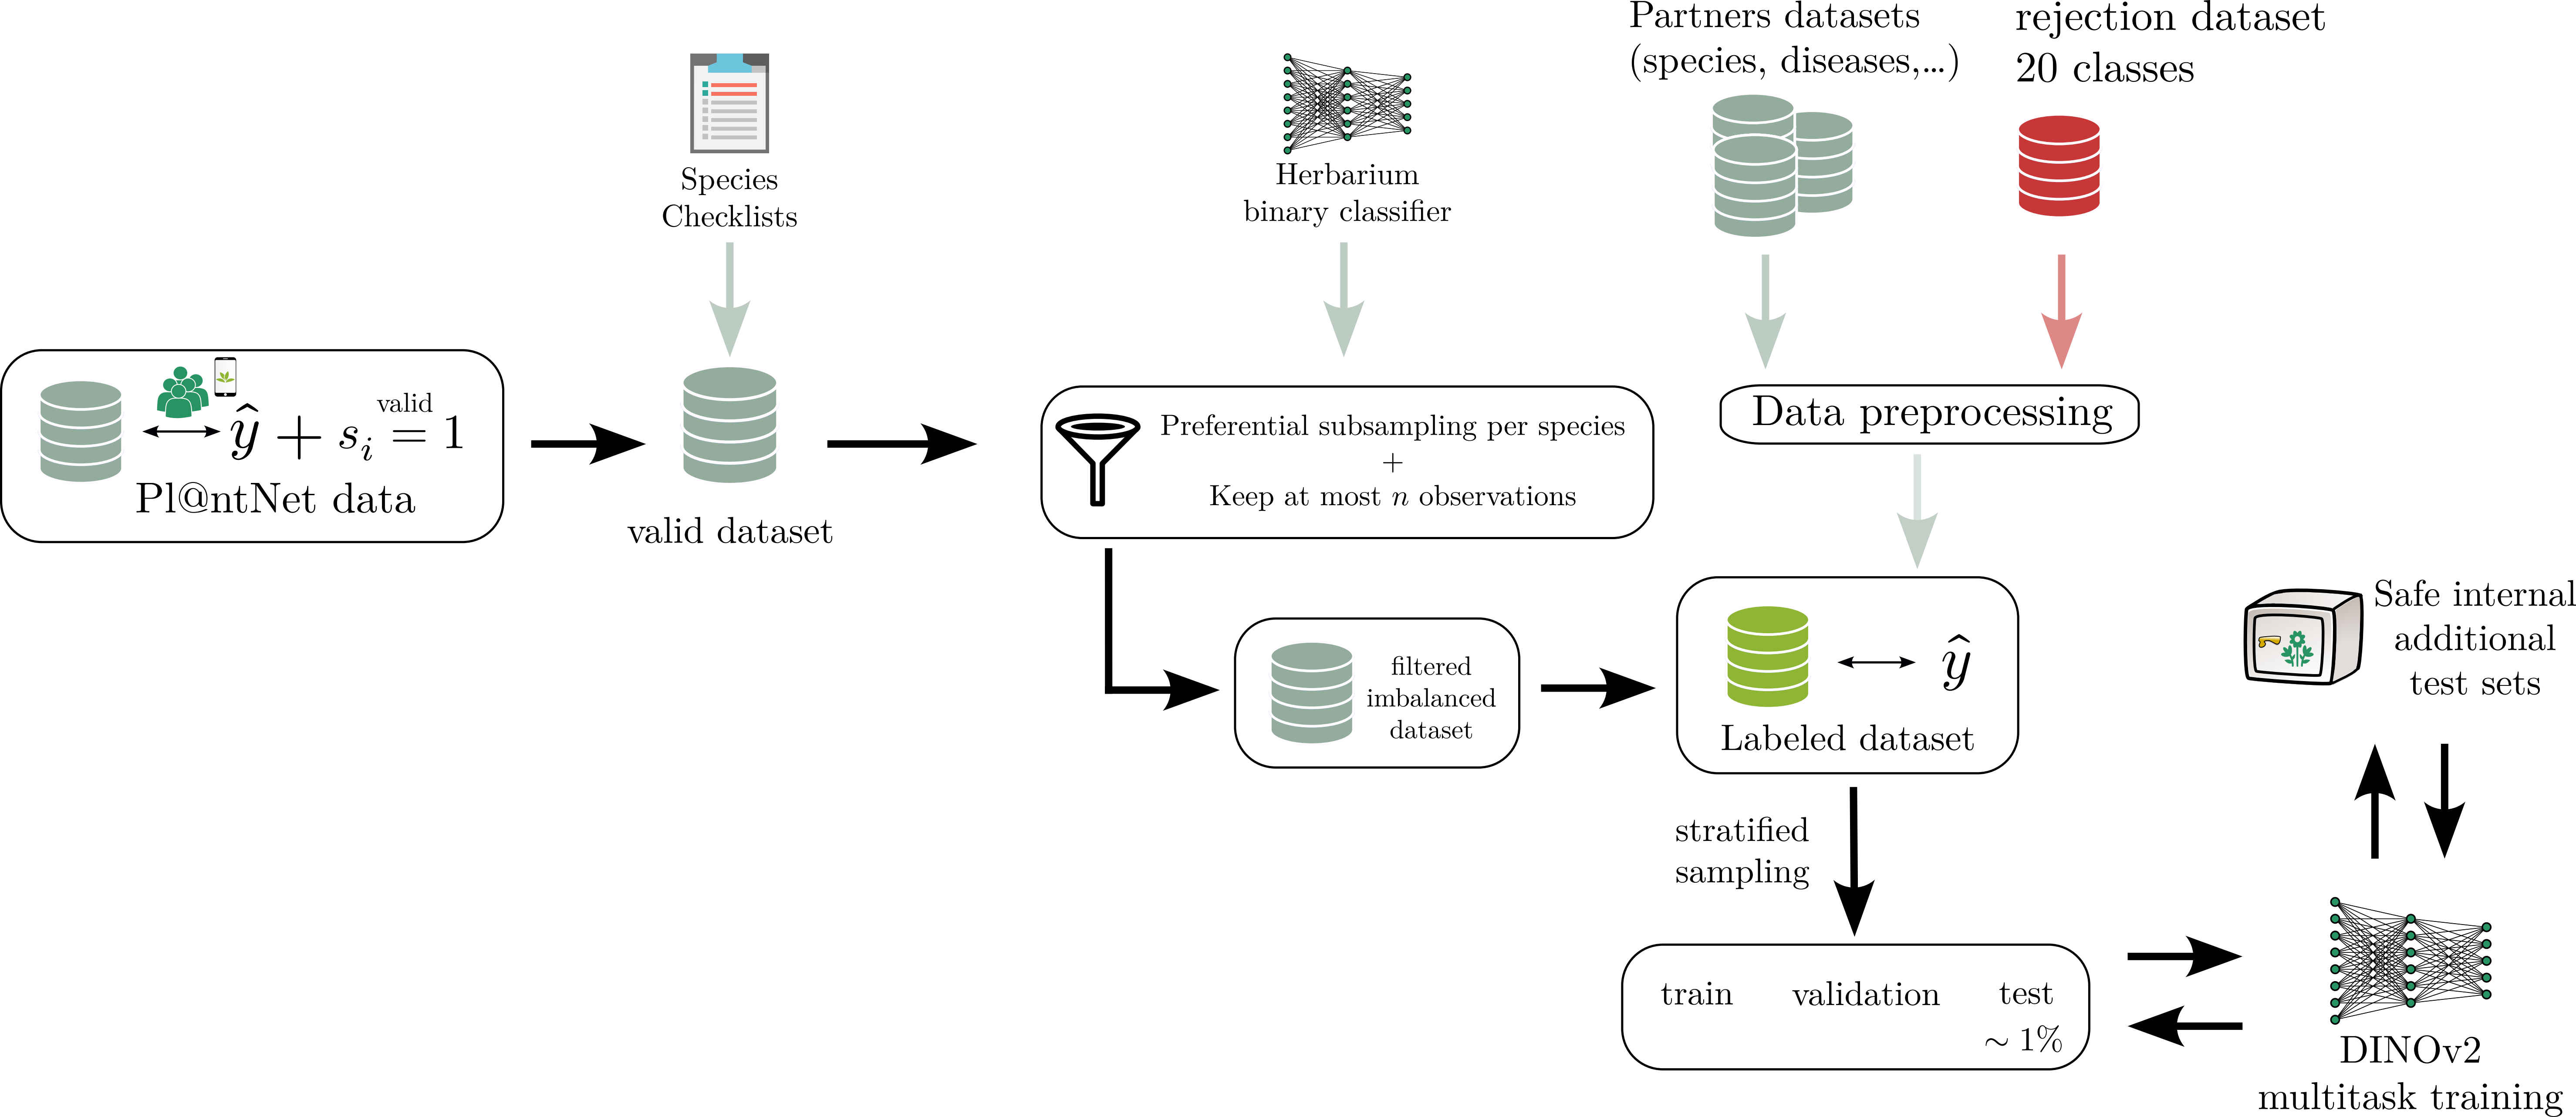 Partners datasets
(species, diseases,...)
rejection dataset
20 classes
Species
Checklists
Herbarium
binary classifier
ŷ + sᵢ = 1
valid
Pl@ntNet data
valid dataset
Preferential subsampling per species
+
Keep at most n observations
Data preprocessing
filtered
imbalanced
dataset
ŷ
Labeled dataset
Safe internal
additional
test sets
stratified
sampling
train
validation
test
~ 1%
DINOv2
multitask training